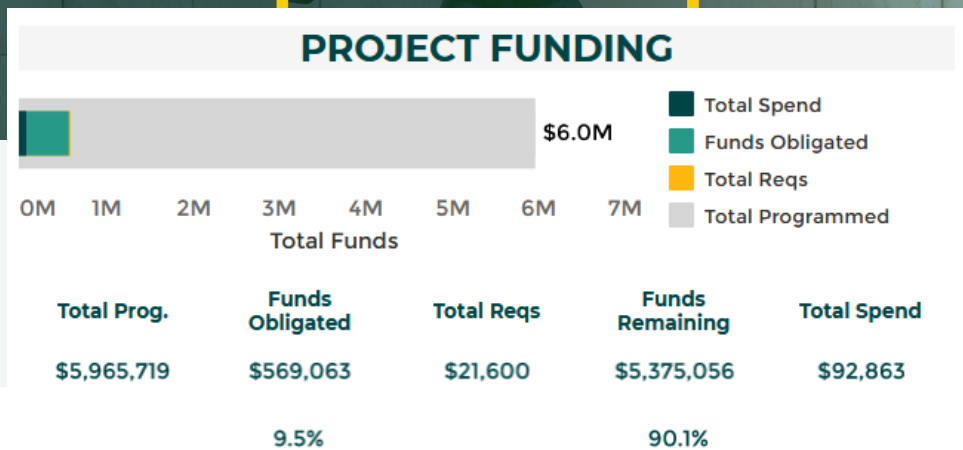 PROJECT FUNDING
$6.0M
Total Spend
Funds Obligated
Total Reqs
Total Programmed
0M 1M 2M 3M 4M 5M 6M 7M
Total Funds
Total Prog.
Funds
Obligated
Total Reqs
Funds
Remaining
Total Spend
$5,965,719 $569,063 $21,600 $5,375,056 $92,863
9.5% 90.1%